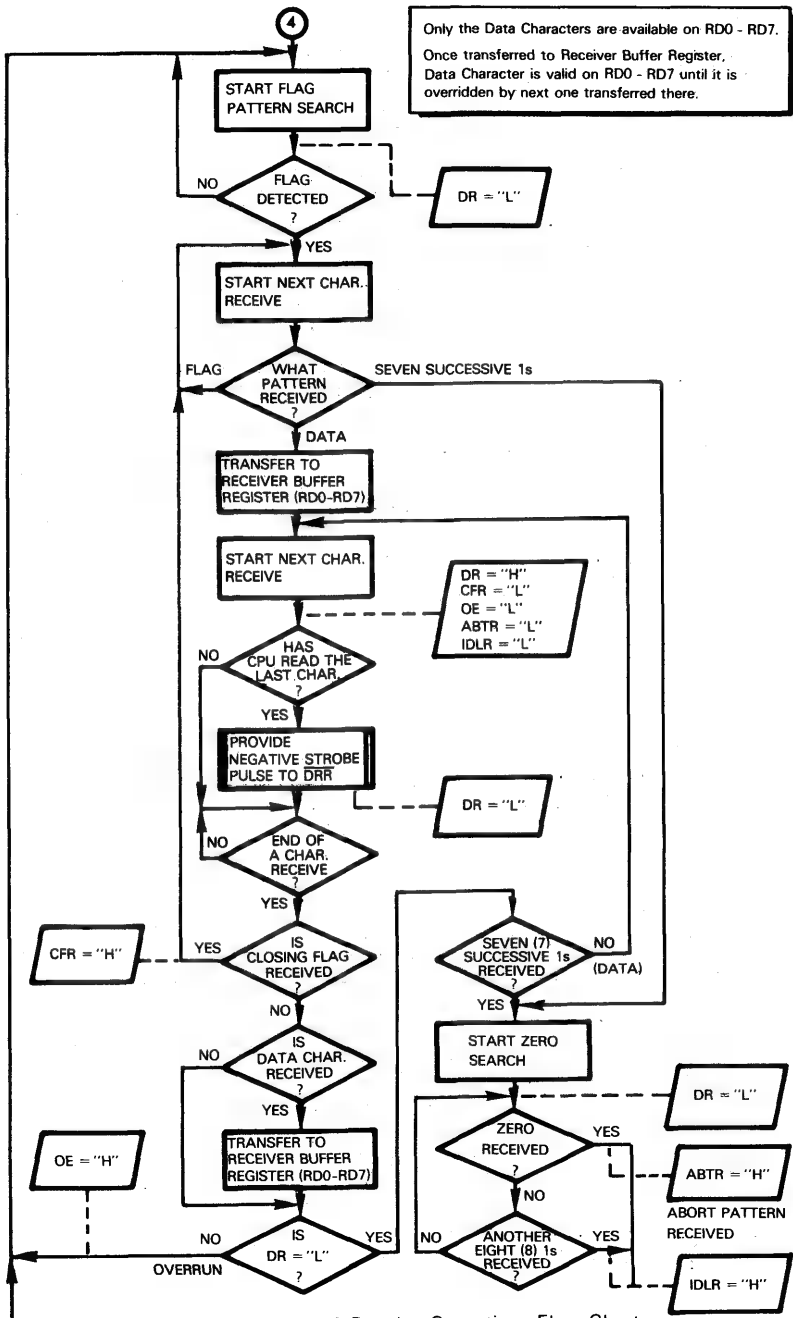 4
Only the Data Characters are available on RD0 - RD7.
Once transferred to Receiver Buffer Register,
Data Character is valid on RD0 - RD7 until it is
overridden by next one transferred there.
START FLAG
PATTERN SEARCH
NO
FLAG
DETECTED
?
DR = "L"
YES
START NEXT CHAR.
RECEIVE
FLAG
WHAT
PATTERN
RECEIVED
?
SEVEN SUCCESSIVE 1s
DATA
TRANSFER TO
RECEIVER BUFFER
REGISTER (RD0-RD7)
START NEXT CHAR.
RECEIVE
DR = "H"
CFR = "L"
OE = "L"
ABTR = "L"
IDLR = "L"
NO
HAS
CPU READ THE
LAST CHAR.
?
YES
PROVIDE
NEGATIVE STROBE
PULSE TO DRR
DR = "L"
NO
END OF
A CHAR.
RECEIVE
?
YES
CFR = "H"
YES
IS
CLOSING FLAG
RECEIVED
?
NO
SEVEN (7)
SUCCESSIVE 1s
RECEIVED
?
NO
(DATA)
YES
START ZERO
SEARCH
NO
IS
DATA CHAR.
RECEIVED
?
YES
DR = "L"
OE = "H"
TRANSFER TO
RECEIVER BUFFER
REGISTER (RD0-RD7)
ZERO
RECEIVED
?
YES
ABTR = "H"
ABORT PATTERN
RECEIVED
NO
NO
OVERRUN
IS
DR = "L"
?
YES
NO
ANOTHER
EIGHT (8) 1s
RECEIVED
?
YES
IDLR = "H"